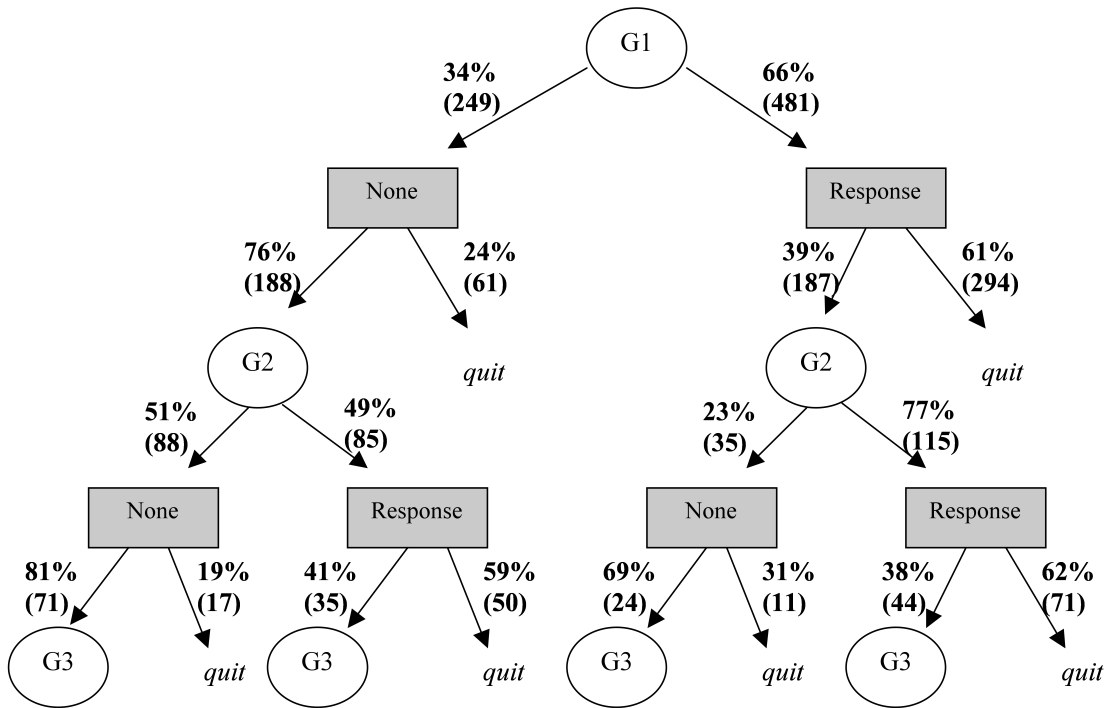 G1
34%
(249)
66%
(481)
None
Response
76%
(188)
24%
(61)
39%
(187)
61%
(294)
G2
quit
G2
quit
51%
(88)
49%
(85)
23%
(35)
77%
(115)
None
Response
None
Response
81%
(71)
19%
(17)
41%
(35)
59%
(50)
69%
(24)
31%
(11)
38%
(44)
62%
(71)
G3
quit
G3
quit
G3
quit
G3
quit